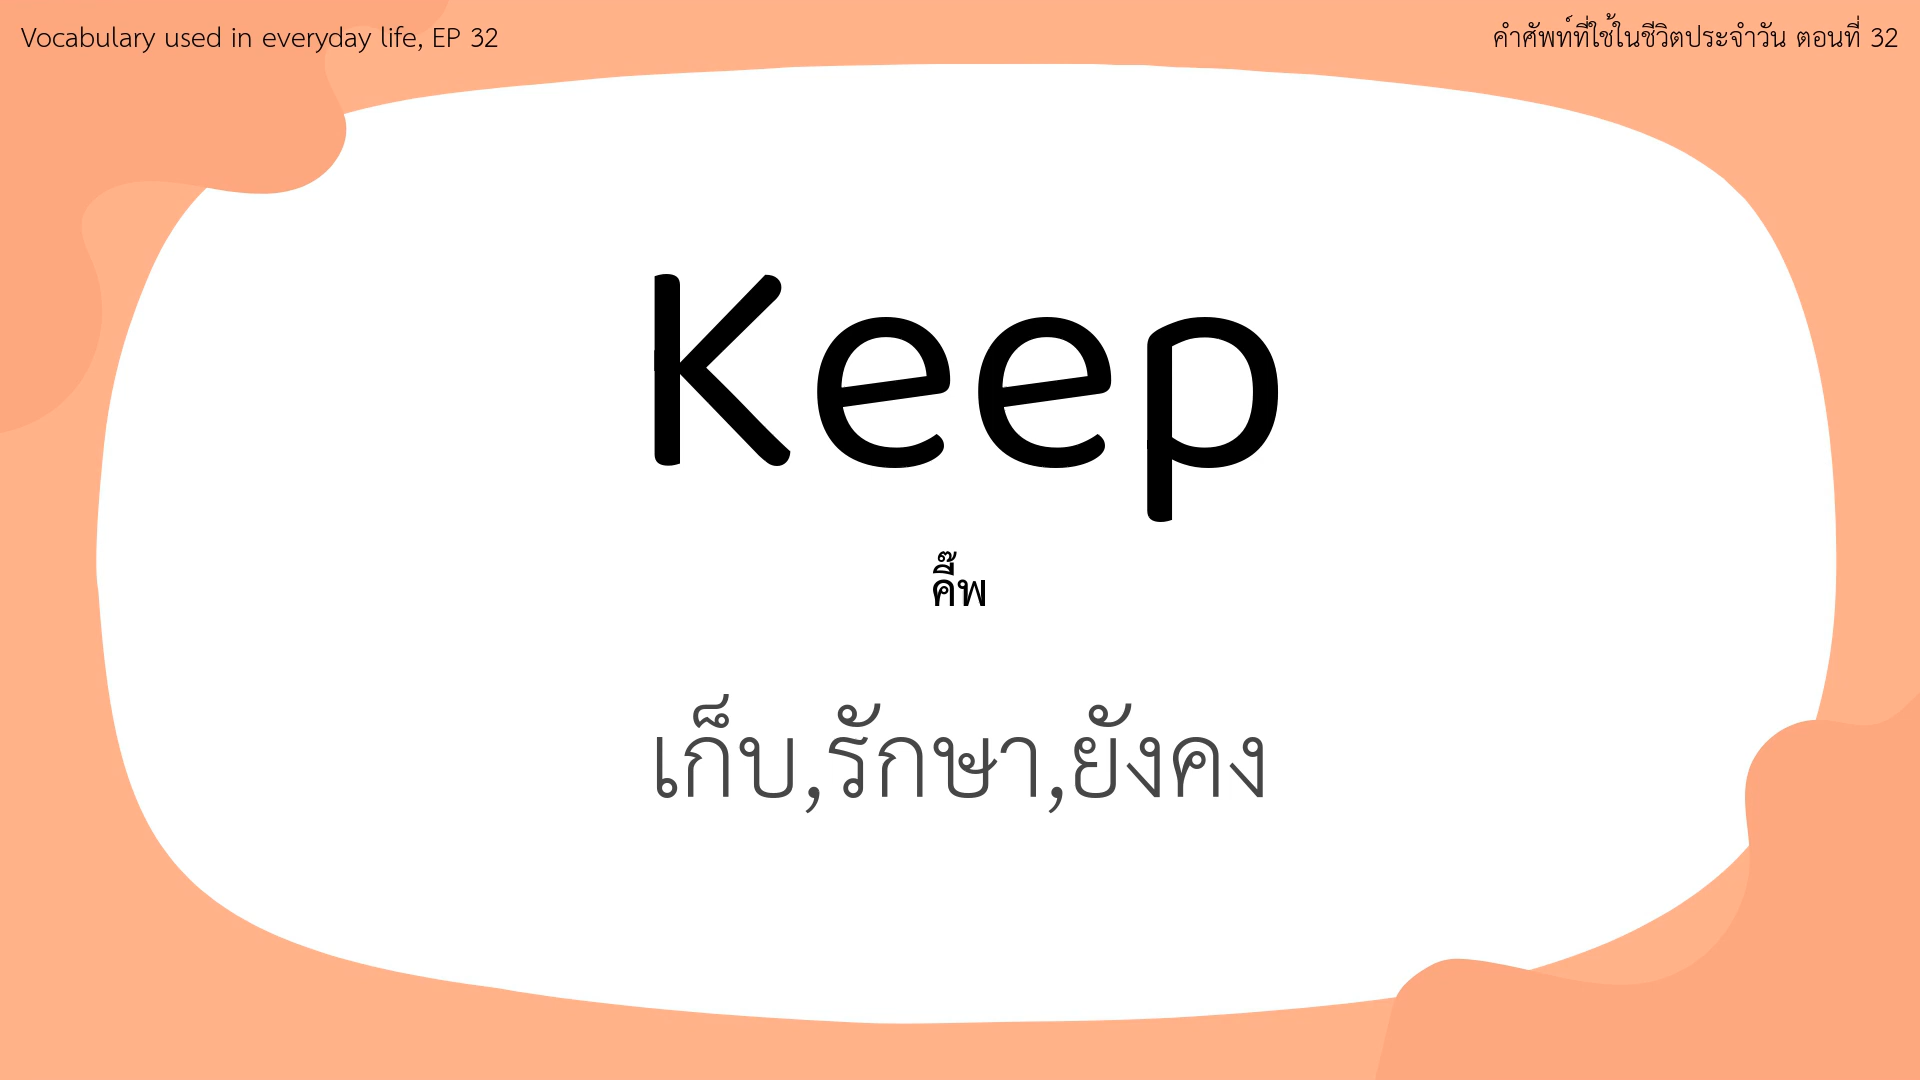 Vocabulary used in everyday life, EP 32
คำศัพท์ที่ใช้ในชีวิตประจำวัน ตอนที่ 32
Keep
คี๊พ
เก็บ,รักษา,ยังคง